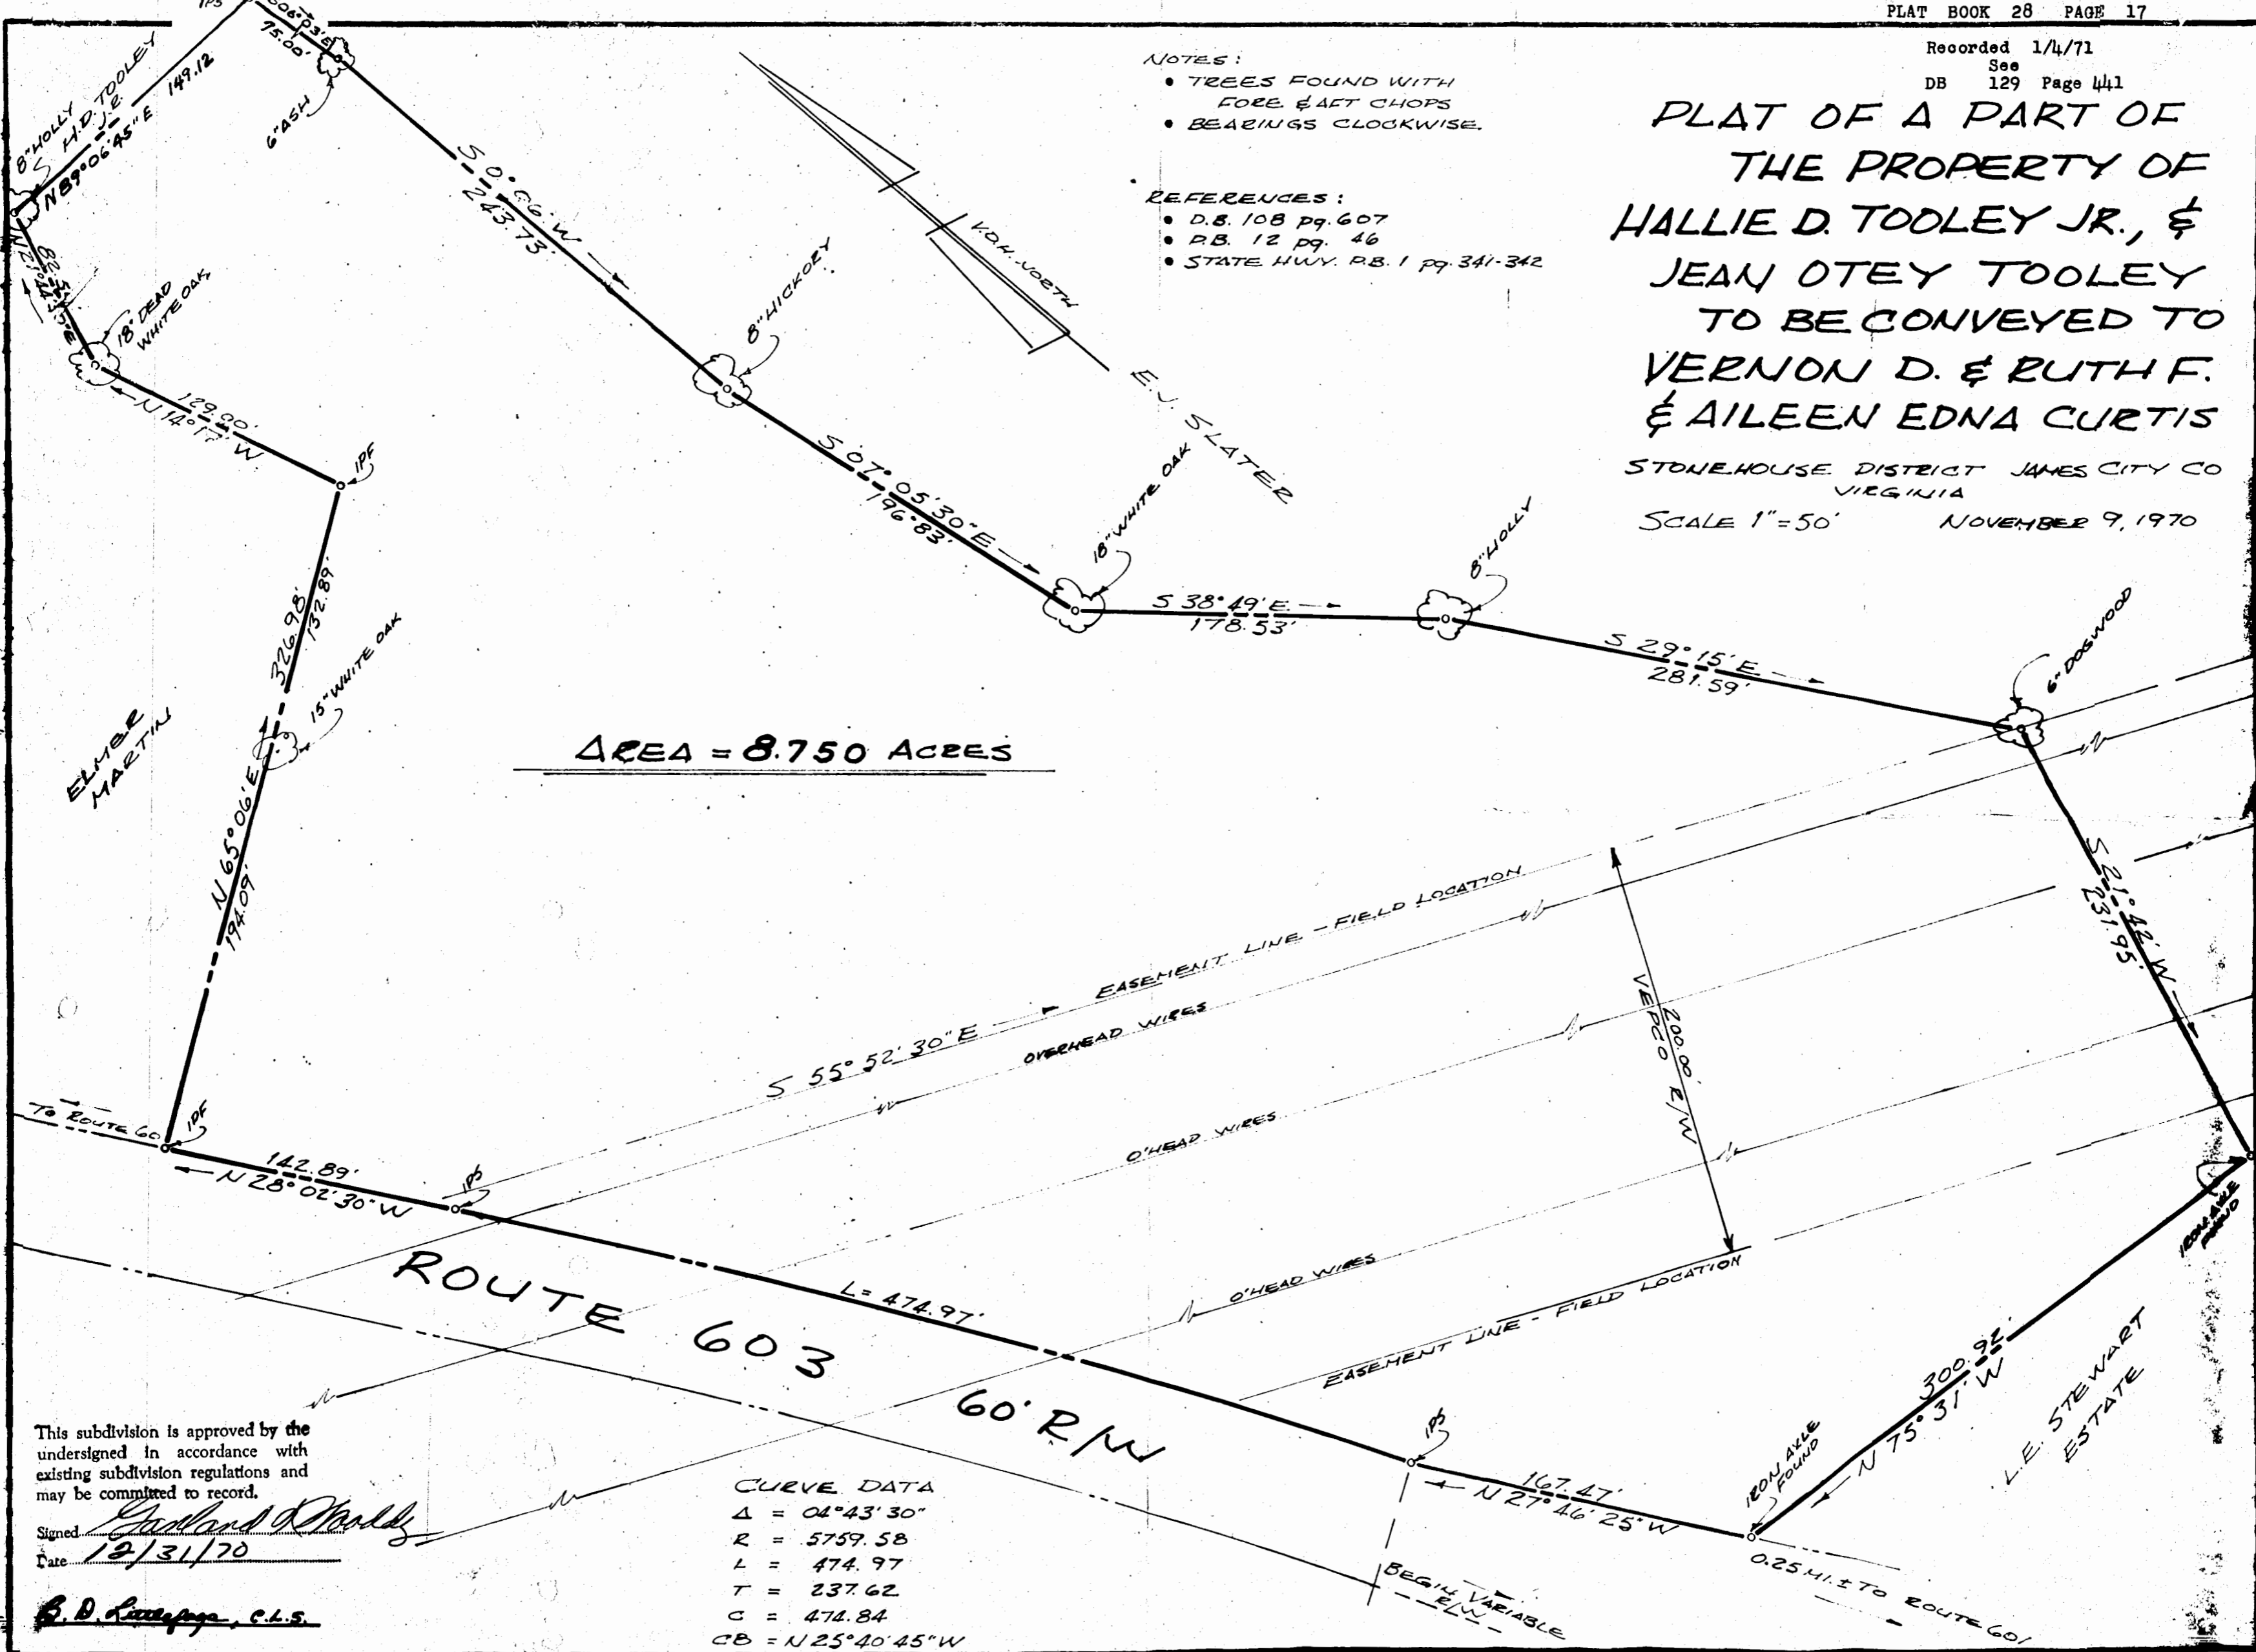 PLAT BOOK 28 PAGE 17
Recorded 1/4/71
See
DB 129 Page 441
PLAT OF A PART OF
THE PROPERTY OF
HALLIE D. TOOLEY JR., &
JEAN OTEY TOOLEY
TO BE CONVEYED TO
VERNON D. & RUTH F.
& AILEEN EDNA CURTIS
STONEHOUSE DISTRICT JAMES CITY CO
VIRGINIA
SCALE 1"=50' NOVEMBER 9, 1970
NOTES:
• TREES FOUND WITH
FORE & AFT CHOPS
• BEARINGS CLOCKWISE.
REFERENCES:
• D.B. 108 pg. 607
• P.B. 12 pg. 46
• STATE HWY. P.B. 1 pg. 341-342
V.D.H. NORTH
E.J. SLATER
IPS
75.00'
6" ASH
8" HOLLY
H.D. TOOLEY
JR.
N 89°06'45" E 149.12
18" DEAD
WHITE OAK
129.00'
N 14°17' W
IPF
S 0°06' W
243.73'
8" HICKORY
S 07°05'30" E
196.83'
18" WHITE OAK
S 38°49' E
178.53'
8" HOLLY
S 29°15' E
281.59'
6" DOGWOOD
S 21°42' W
231.95'
326.98'
132.89'
15" WHITE OAK
N 65°06' E
194.09'
ELMER
MARTIN
AREA = 8.750 ACRES
S 55°52'30" E
EASEMENT LINE - FIELD LOCATION
OVERHEAD WIRES
O'HEAD WIRES
O'HEAD WIRES
EASEMENT LINE - FIELD LOCATION
200.00'
VEPCO R/W
TO ROUTE 60
IPF
142.89'
N 28°02'30" W
IPS
L = 474.97'
ROUTE 603
60' R/W
IPS
167.47'
N 27°46'25" W
IRON AXLE
FOUND
300.92'
N 75°31' W
IRON AXLE
FOUND
L.E. STEWART
ESTATE
0.25 MI.± TO ROUTE 601
BEGIN VARIABLE
R/W
CURVE DATA
Δ = 04°43'30"
R = 5759.58
L = 474.97
T = 237.62
C = 474.84
CB = N 25°40'45" W
This subdivision is approved by the
undersigned in accordance with
existing subdivision regulations and
may be committed to record.
Signed
Date 12/31/70
B. D. Littlepage, C.L.S.